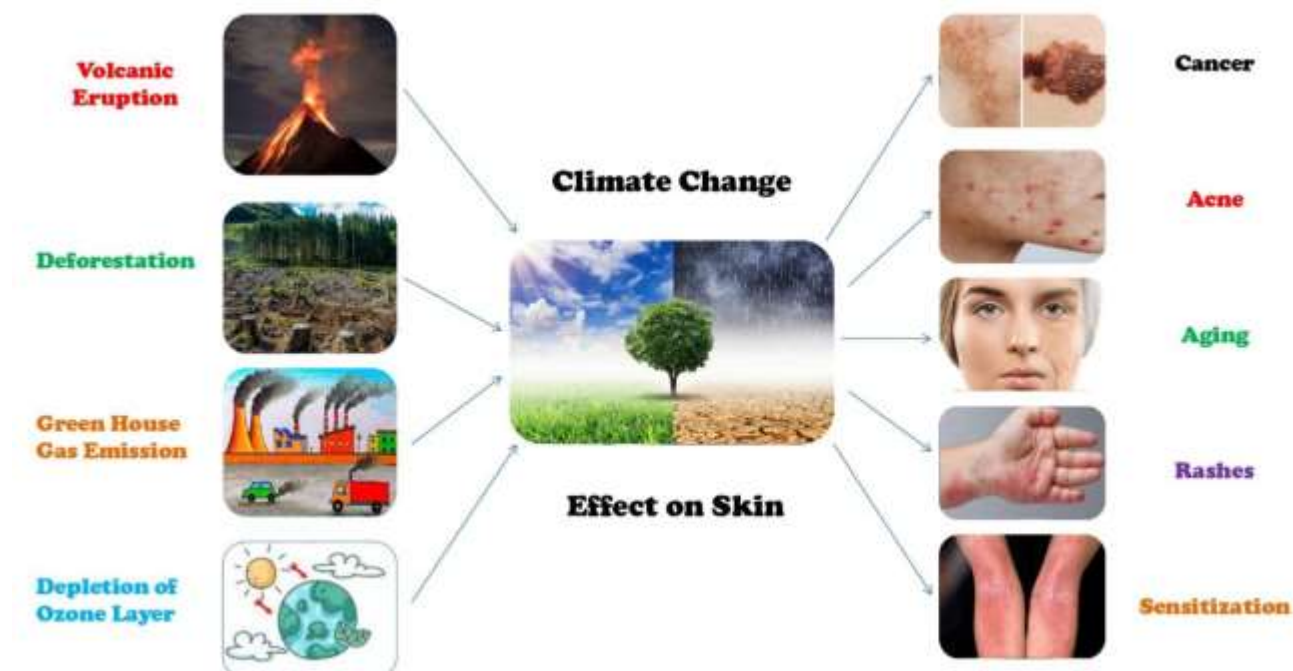 Volcanic
Eruption
Deforestation
Green House
Gas Emission
Depletion of
Ozone Layer
Climate Change
Effect on Skin
Cancer
Acne
Aging
Rashes
Sensitization